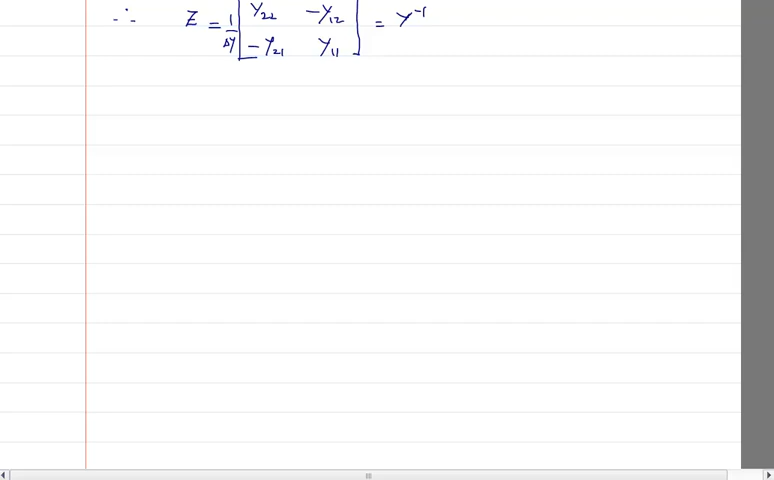 ∴ Z = 1/ΔY [ Y₂₂ −Y₁₂
−Y₂₁ Y₁₁ ] = Y⁻¹